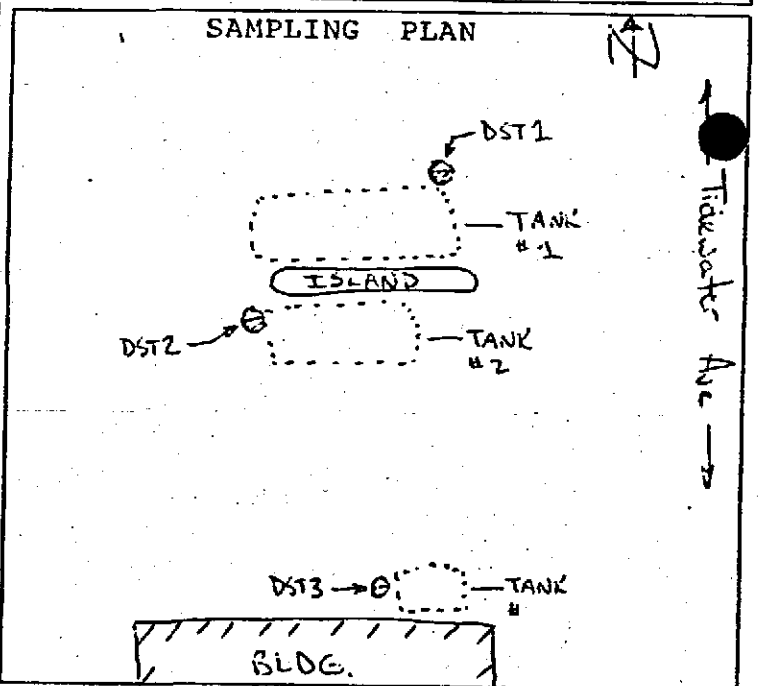 SAMPLING PLAN
N
DST1
TANK
#1
ISLAND
DST2
TANK
#2
Tidewater Ave
DST3
TANK
#
BLDG.